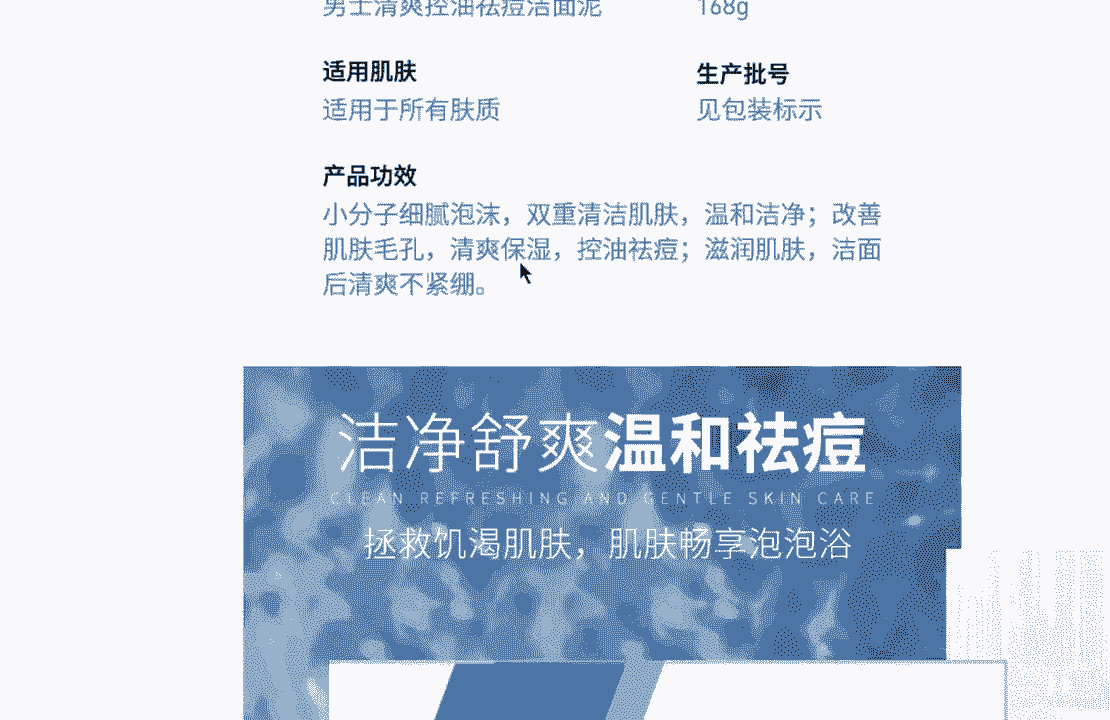 男士清爽控油祛痘洁面泥 168g
适用肌肤 生产批号
适用于所有肤质 见包装标示
产品功效
小分子细腻泡沫，双重清洁肌肤，温和洁净；改善
肌肤毛孔，清爽保湿，控油祛痘；滋润肌肤，洁面
后清爽不紧绷。
洁净舒爽温和祛痘
CLEAN REFRESHING AND GENTLE SKIN CARE
拯救饥渴肌肤，肌肤畅享泡泡浴